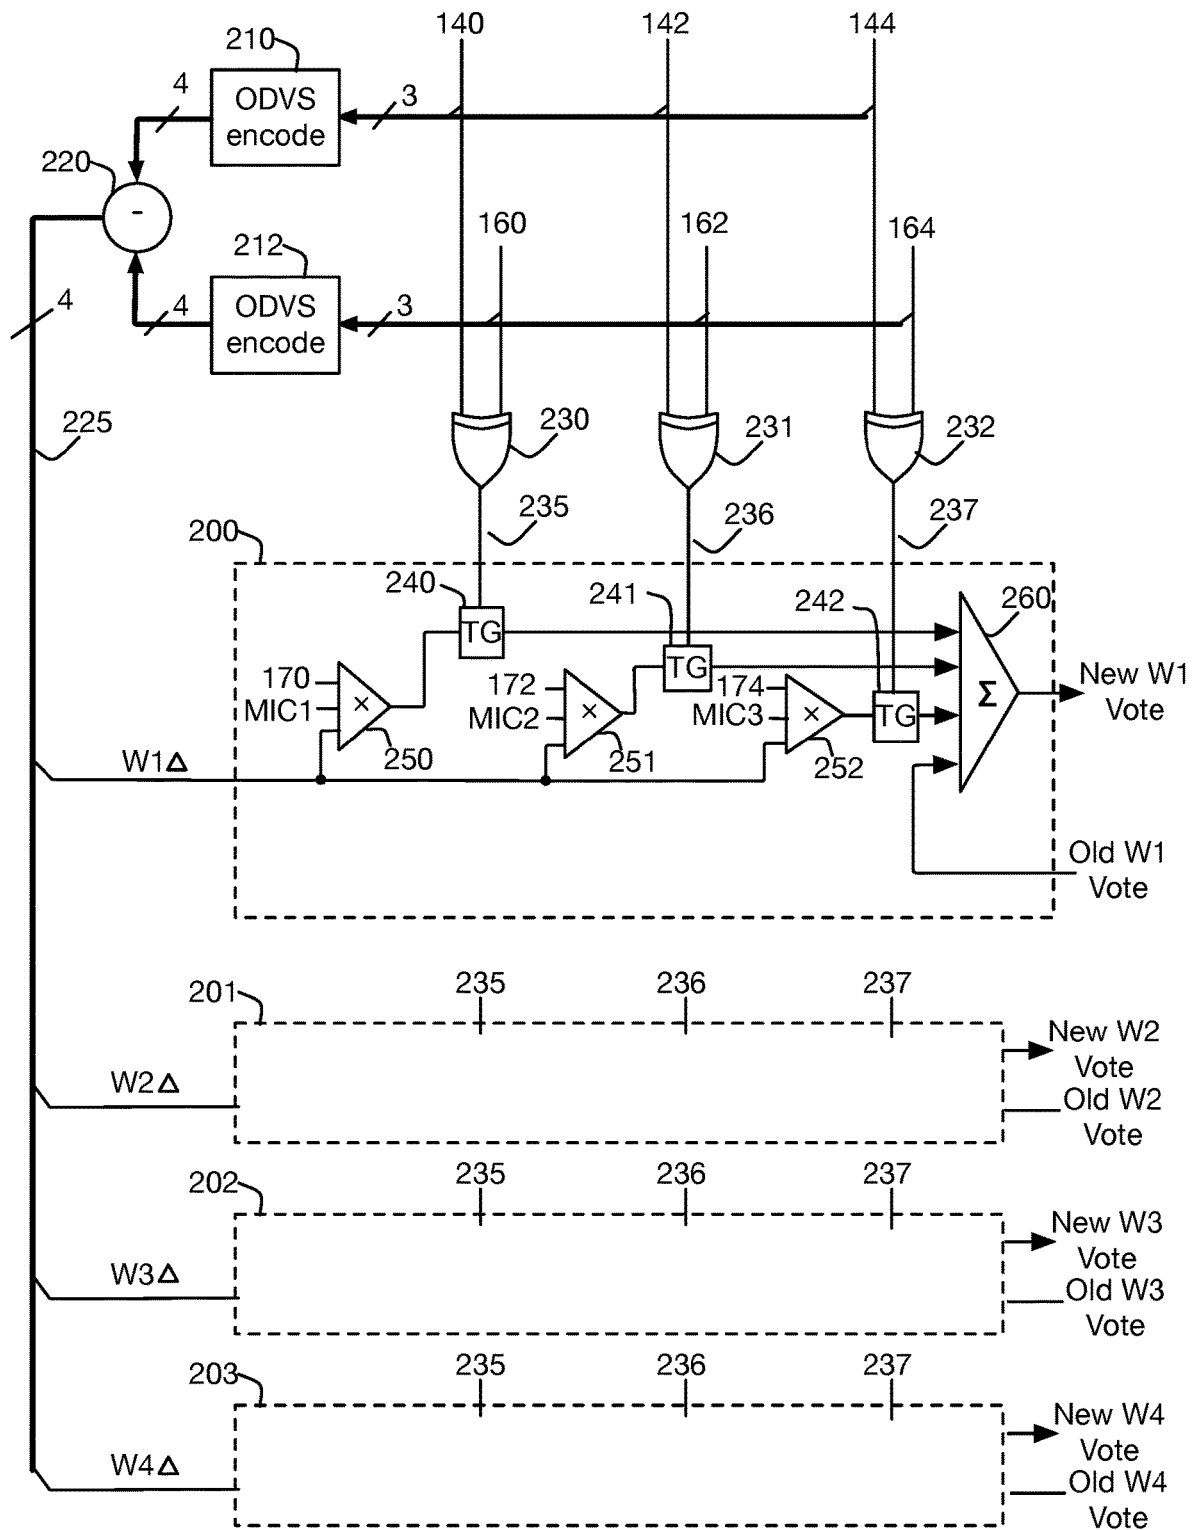 140
142
144
210
ODVS
encode
4
3
220
-
160
162
164
212
ODVS
encode
4
4
3
225
230
231
232
235
236
237
200
240
241
242
260
TG
TG
TG
170
MIC1
×
250
172
MIC2
×
251
174
MIC3
×
252
Σ
New W1
Vote
W1Δ
Old W1
Vote
201
235
236
237
New W2
Vote
W2Δ
Old W2
Vote
202
235
236
237
New W3
Vote
W3Δ
Old W3
Vote
203
235
236
237
New W4
Vote
W4Δ
Old W4
Vote